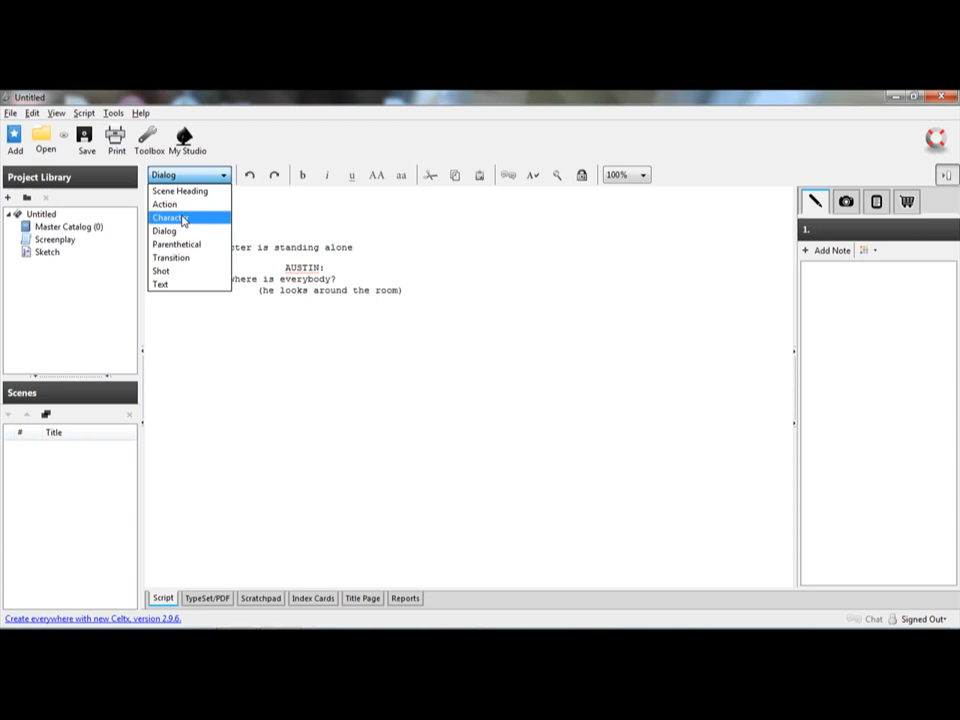 Untitled
File Edit View Script Tools Help
Add Open Save Print Toolbox My Studio
Project Library
Dialog b i u AA aa 100%
Scene Heading
Action
Character
Dialog
Parenthetical
Transition
Shot
Text
Untitled
Master Catalog (0)
Screenplay
Sketch
is standing alone
AUSTIN:
where is everybody?
(he looks around the room)
1.
Add Note
Scenes
# Title
Script TypeSet/PDF Scratchpad Index Cards Title Page Reports
Create everywhere with new Celtx, version 2.9.6.
Chat Signed Out